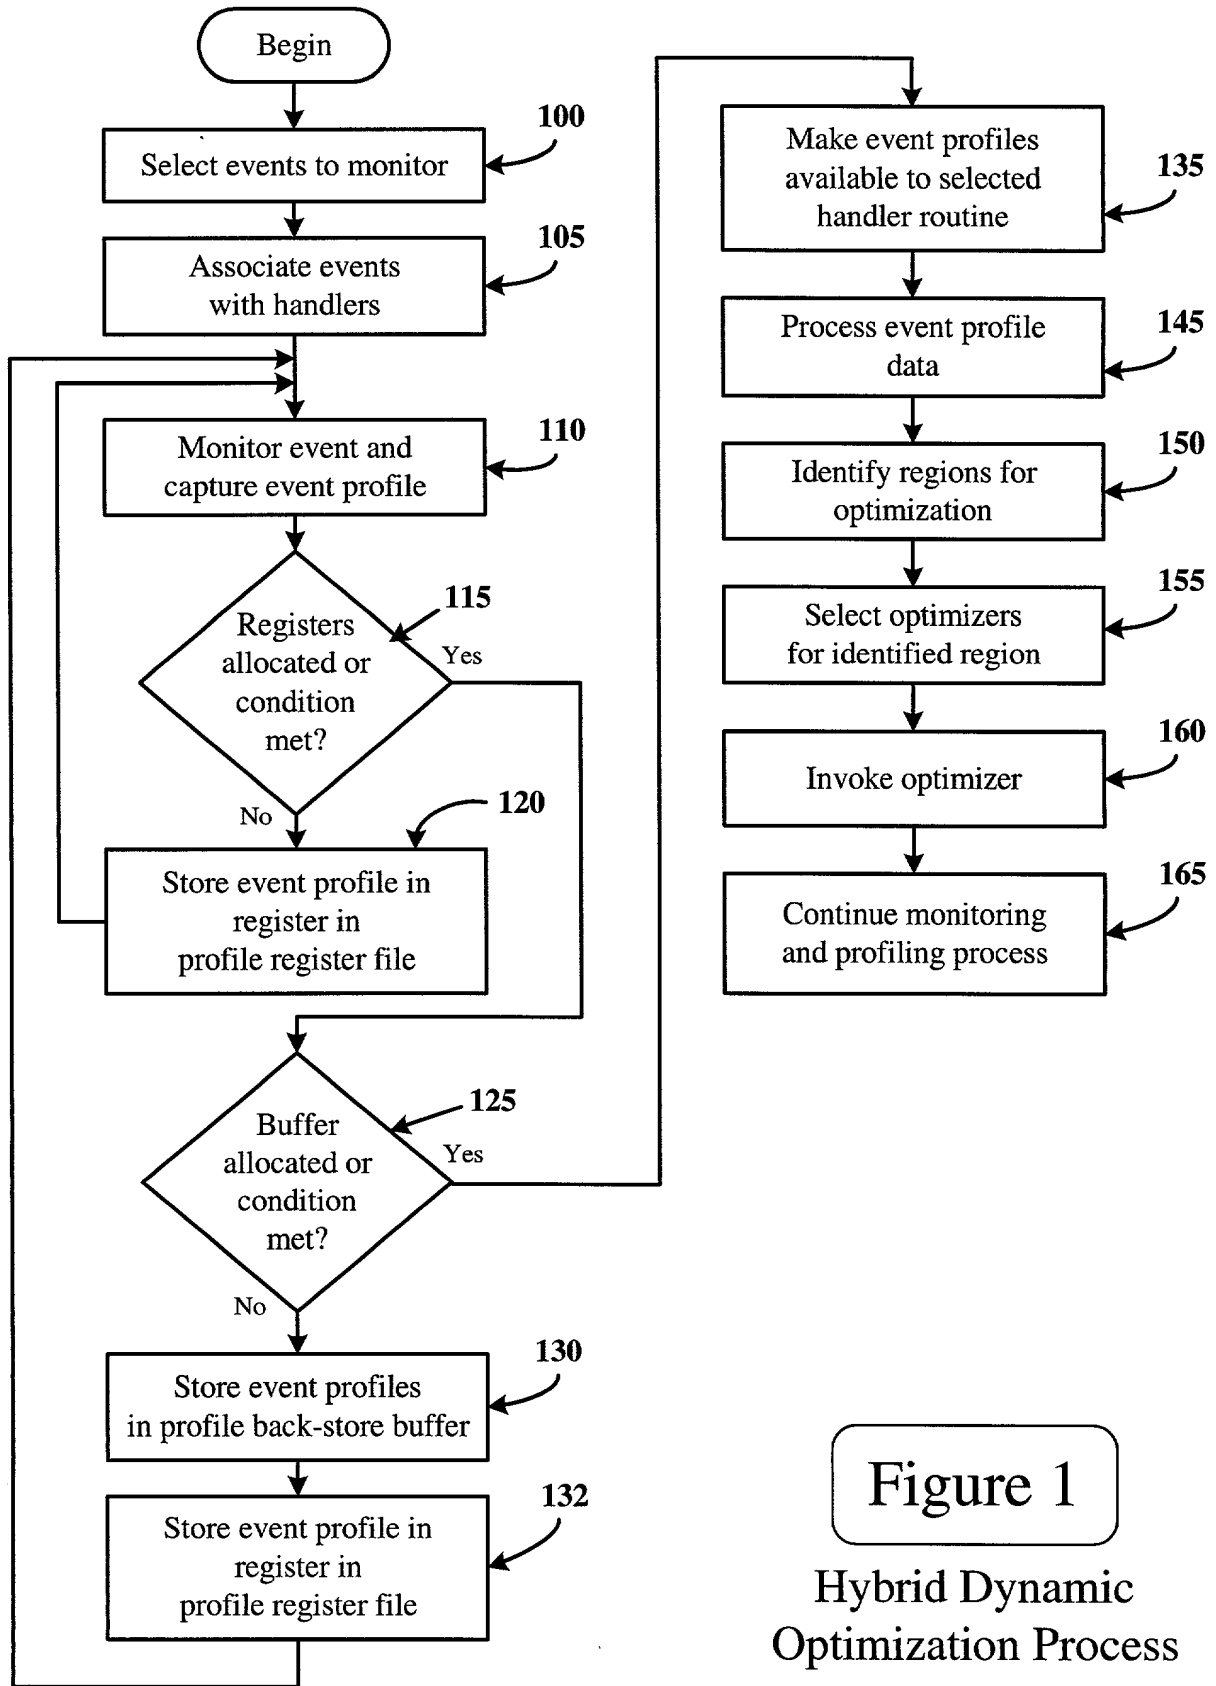 Begin
100
Select events to monitor
105
Associate events
with handlers
110
Monitor event and
capture event profile
115
Registers
allocated or
condition
met?
Yes
No
120
Store event profile in
register in
profile register file
125
Buffer
allocated or
condition
met?
Yes
No
130
Store event profiles
in profile back-store buffer
132
Store event profile in
register in
profile register file
Make event profiles
available to selected
handler routine
135
Process event profile
data
145
Identify regions for
optimization
150
Select optimizers
for identified region
155
Invoke optimizer
160
Continue monitoring
and profiling process
165
Figure 1
Hybrid Dynamic
Optimization Process